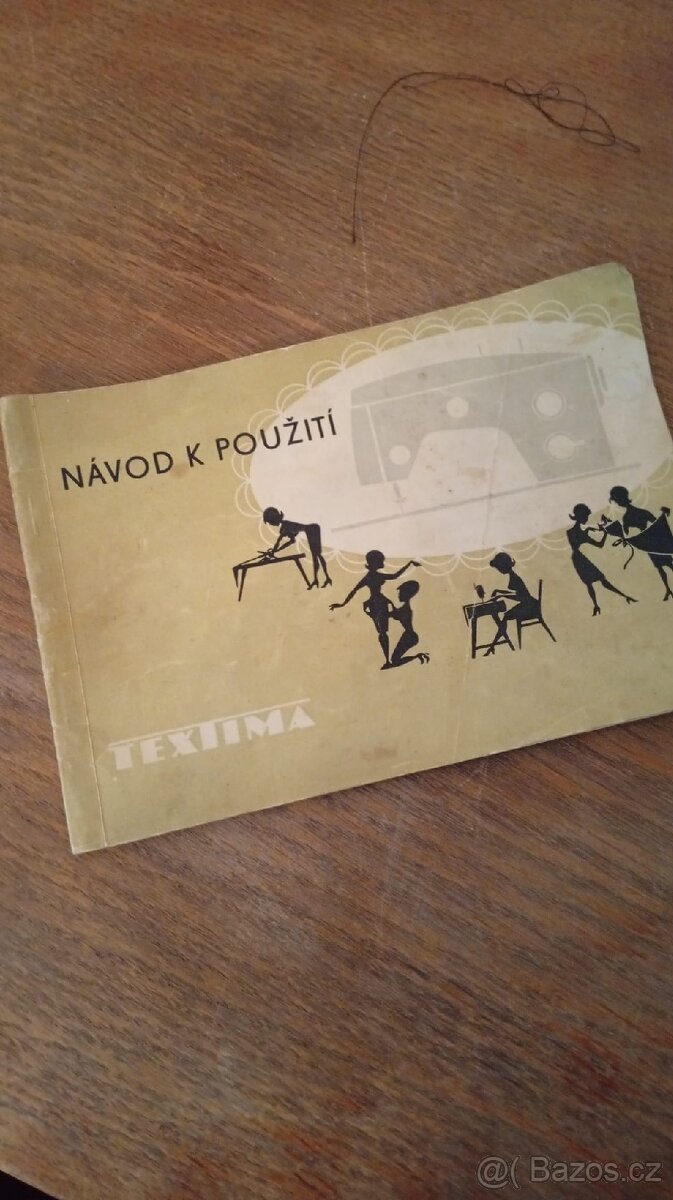 NÁVOD K POUŽITÍ
TEXTIMA
@( Bazos.cz